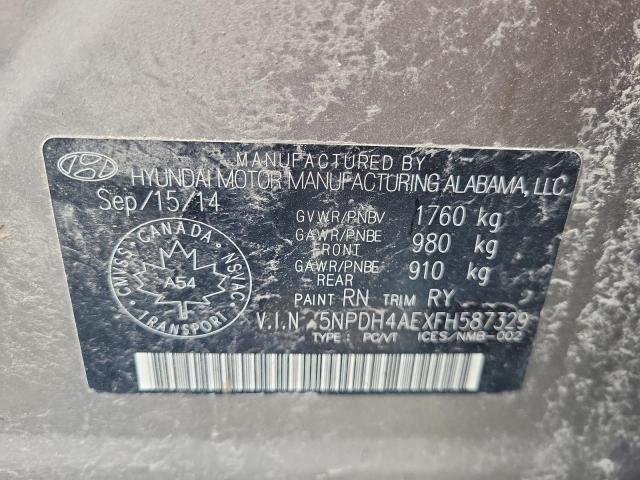 MANUFACTURED BY
HYUNDAI MOTOR MANUFACTURING ALABAMA, LLC
Sep/15/14
GVWR/PNBV 1760 kg
GAWR/PNBE FRONT 980 kg
GAWR/PNBE REAR 910 kg
PAINT RN TRIM RY
V.I.N. 5NPDH4AEXFH587329
TYPE: PC/VT ICES/NMB-002
CANADA
CMVSS
NSVAC
A54
TRANSPORT